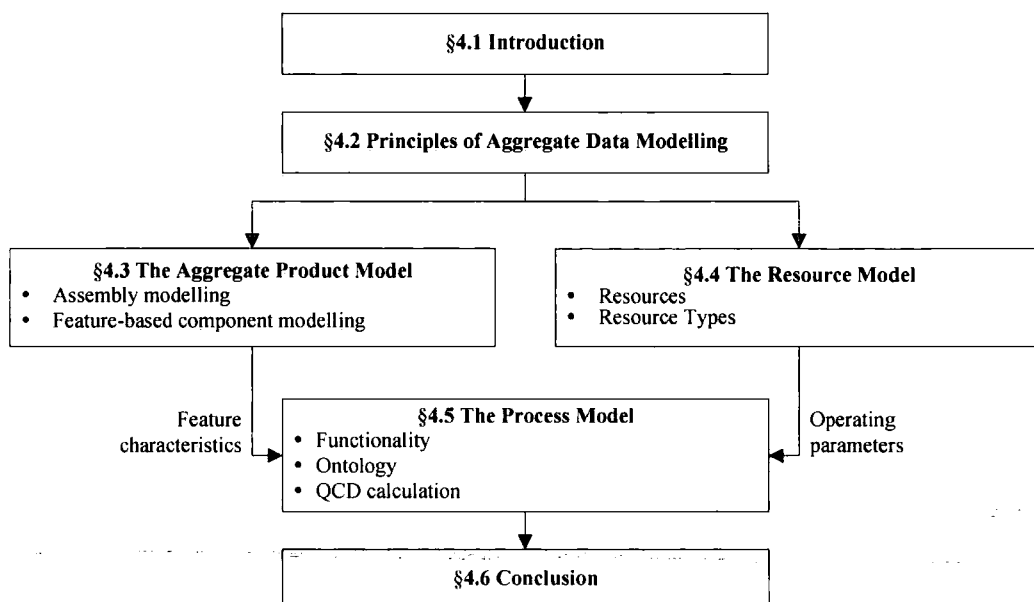 §4.1 Introduction
§4.2 Principles of Aggregate Data Modelling
§4.3 The Aggregate Product Model
• Assembly modelling
• Feature-based component modelling
§4.4 The Resource Model
• Resources
• Resource Types
Feature
characteristics
§4.5 The Process Model
• Functionality
• Ontology
• QCD calculation
Operating
parameters
§4.6 Conclusion